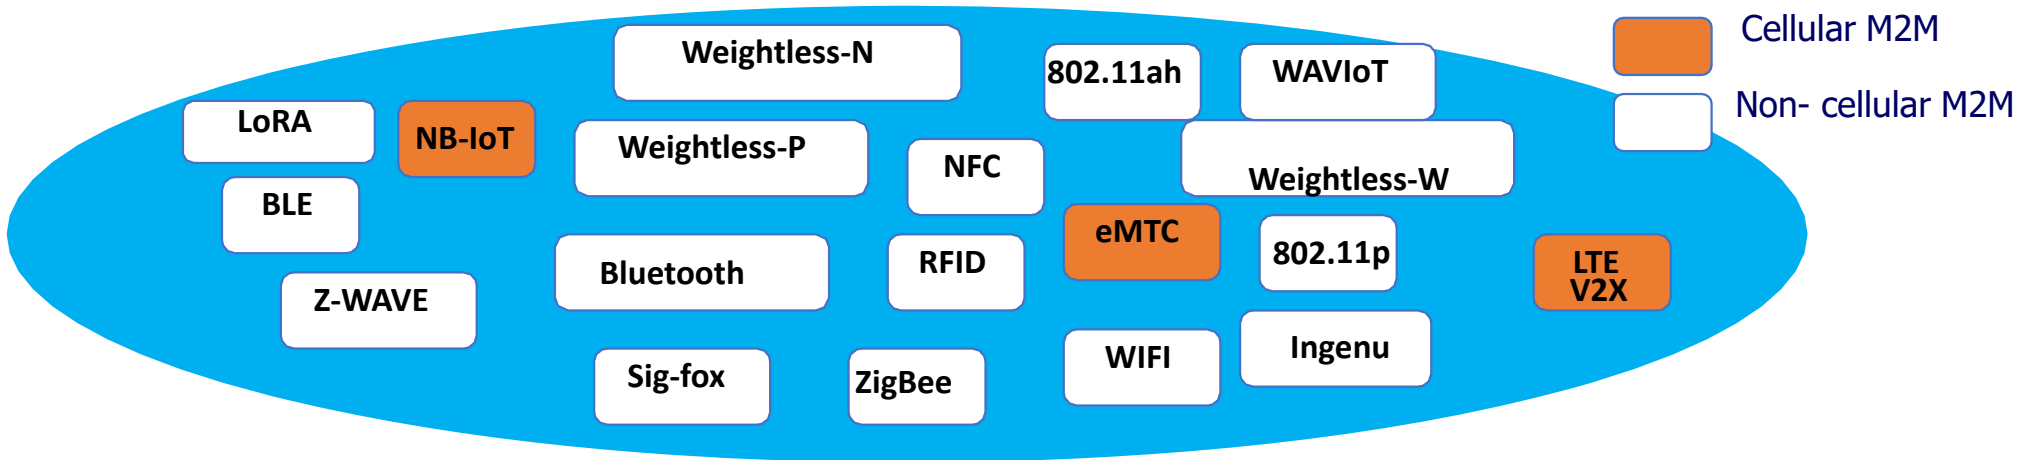 Cellular M2M
Non- cellular M2M
Weightless-N
802.11ah
WAVIoT
LoRA
NB-IoT
Weightless-P
NFC
Weightless-W
BLE
eMTC
802.11p
Bluetooth
RFID
LTE
V2X
Z-WAVE
Sig-fox
ZigBee
WIFI
Ingenu